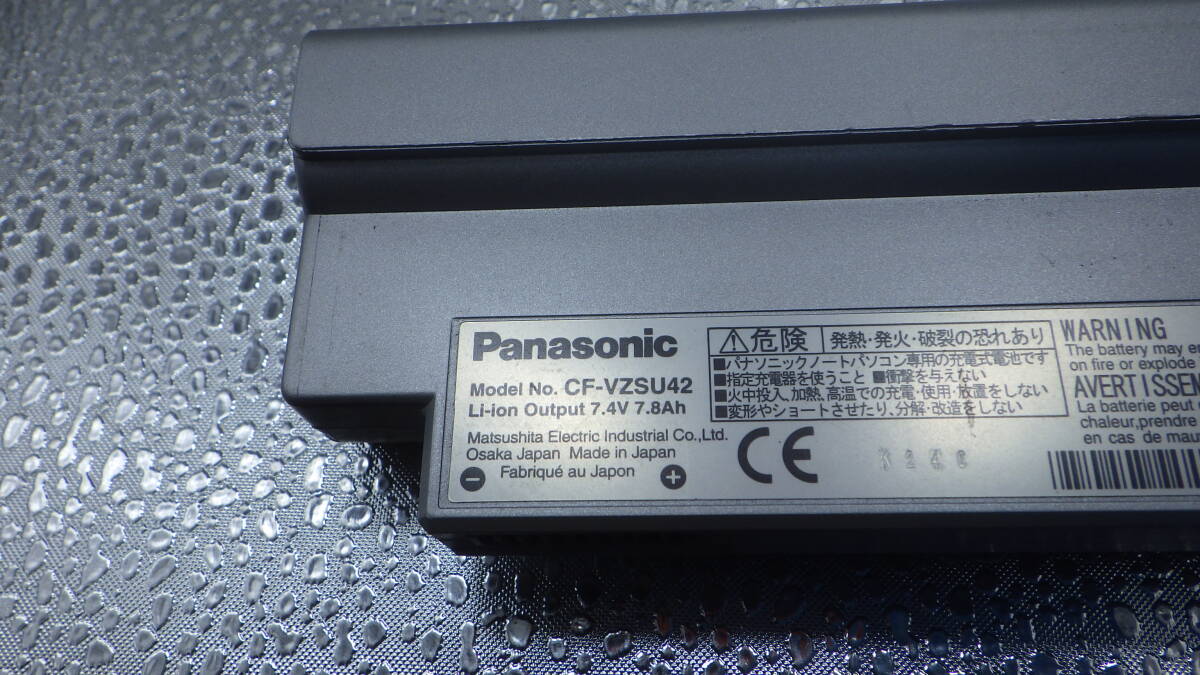 Panasonic
Model No. CF-VZSU42
Li-ion Output 7.4V 7.8Ah
Matsushita Electric Industrial Co.,Ltd.
Osaka Japan Made in Japan
Fabriqué au Japon
⚠危険 発熱・発火・破裂の恐れあり
■パナソニックノートパソコン専用の充電式電池です
■指定充電器を使うこと ■衝撃を与えない
■火中投入、加熱、高温での充電・使用・放置をしない
■変形やショートさせたり、分解・改造をしない
CE
WARNING
The battery may
on fire or explode
AVERTISSE
La batterie peut
chaleur,prendre
en cas de